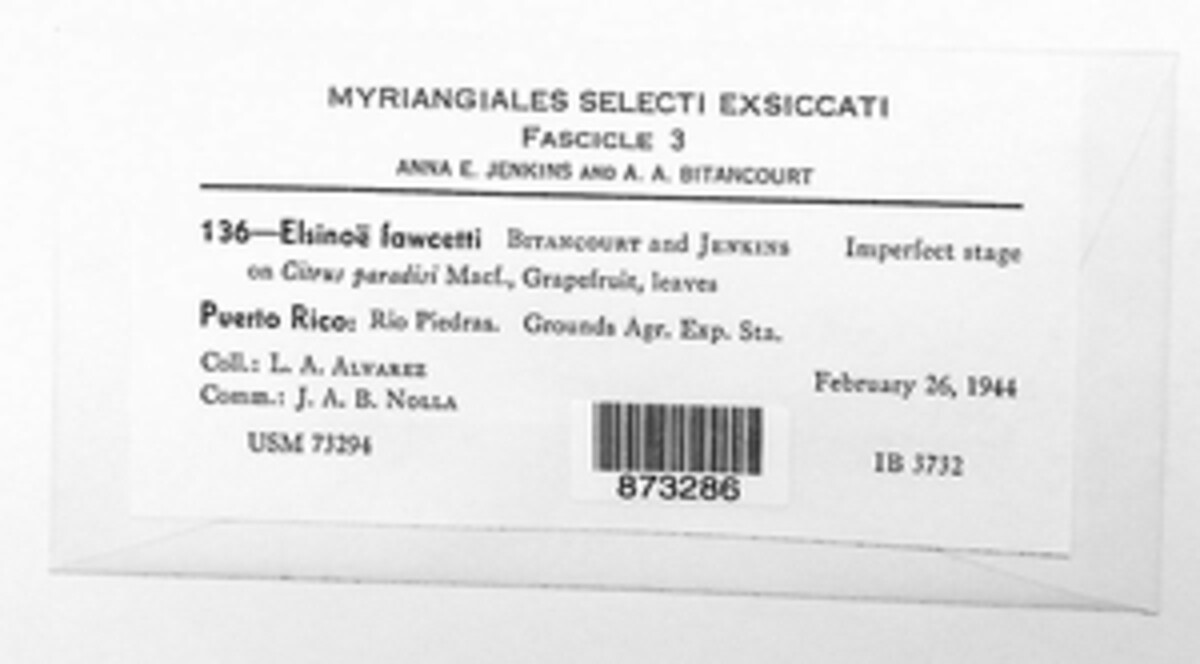 MYRIANGIALES SELECTI EXSICCATI
FASCICLE 3
ANNA E. JENKINS AND A. A. BITANCOURT
136—Elsinoë fawcetti BITANCOURT and JENKINS Imperfect stage
on Citrus paradisi Macf., Grapefruit, leaves
Puerto Rico: Rio Piedras. Grounds Agr. Exp. Sta.
Coll.: L. A. ALVAREZ
February 26, 1944
Comm.: J. A. B. NOLLA
USM 73294
IB 3732
873286